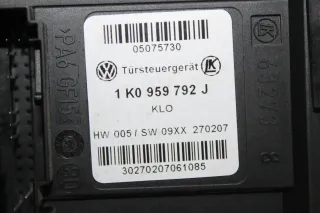 05075730
Türsteuergerät
1 K0 959 792 J
KLO
HW 005 / SW 09XX 270207
30270207061085